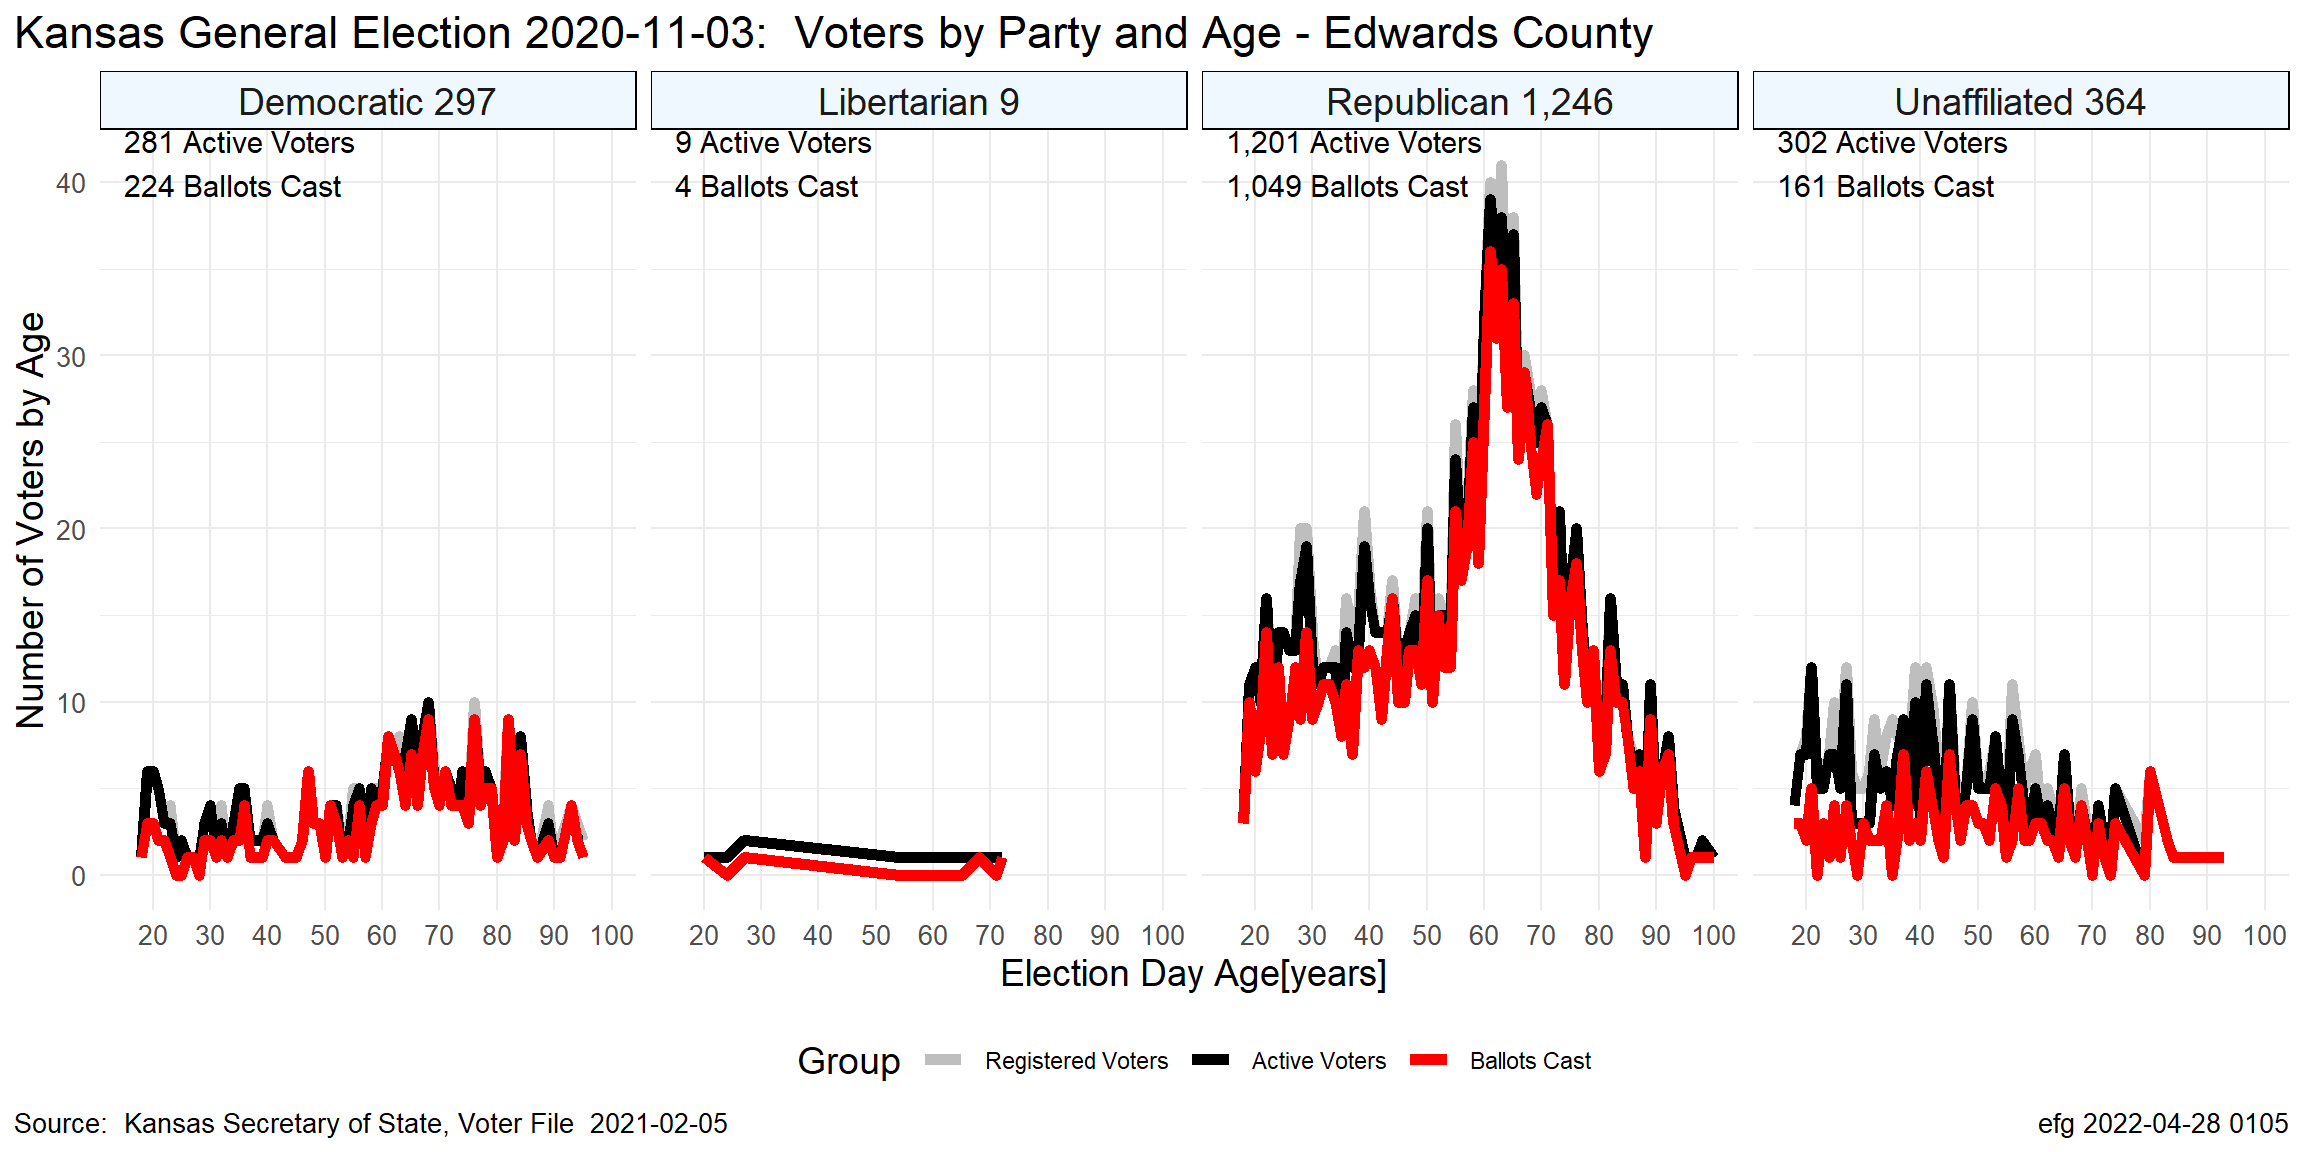 Kansas General Election 2020-11-03:  Voters by Party and Age - Edwards County
Democratic 297
Libertarian 9
Republican 1,246
Unaffiliated 364
281 Active Voters
224 Ballots Cast
9 Active Voters
4 Ballots Cast
1,201 Active Voters
1,049 Ballots Cast
302 Active Voters
161 Ballots Cast
Number of Voters by Age
40
30
20
10
0
20 30 40 50 60 70 80 90 100
20 30 40 50 60 70 80 90 100
20 30 40 50 60 70 80 90 100
20 30 40 50 60 70 80 90 100
Election Day Age[years]
Group Registered Voters Active Voters Ballots Cast
Source:  Kansas Secretary of State, Voter File  2021-02-05
efg 2022-04-28 0105